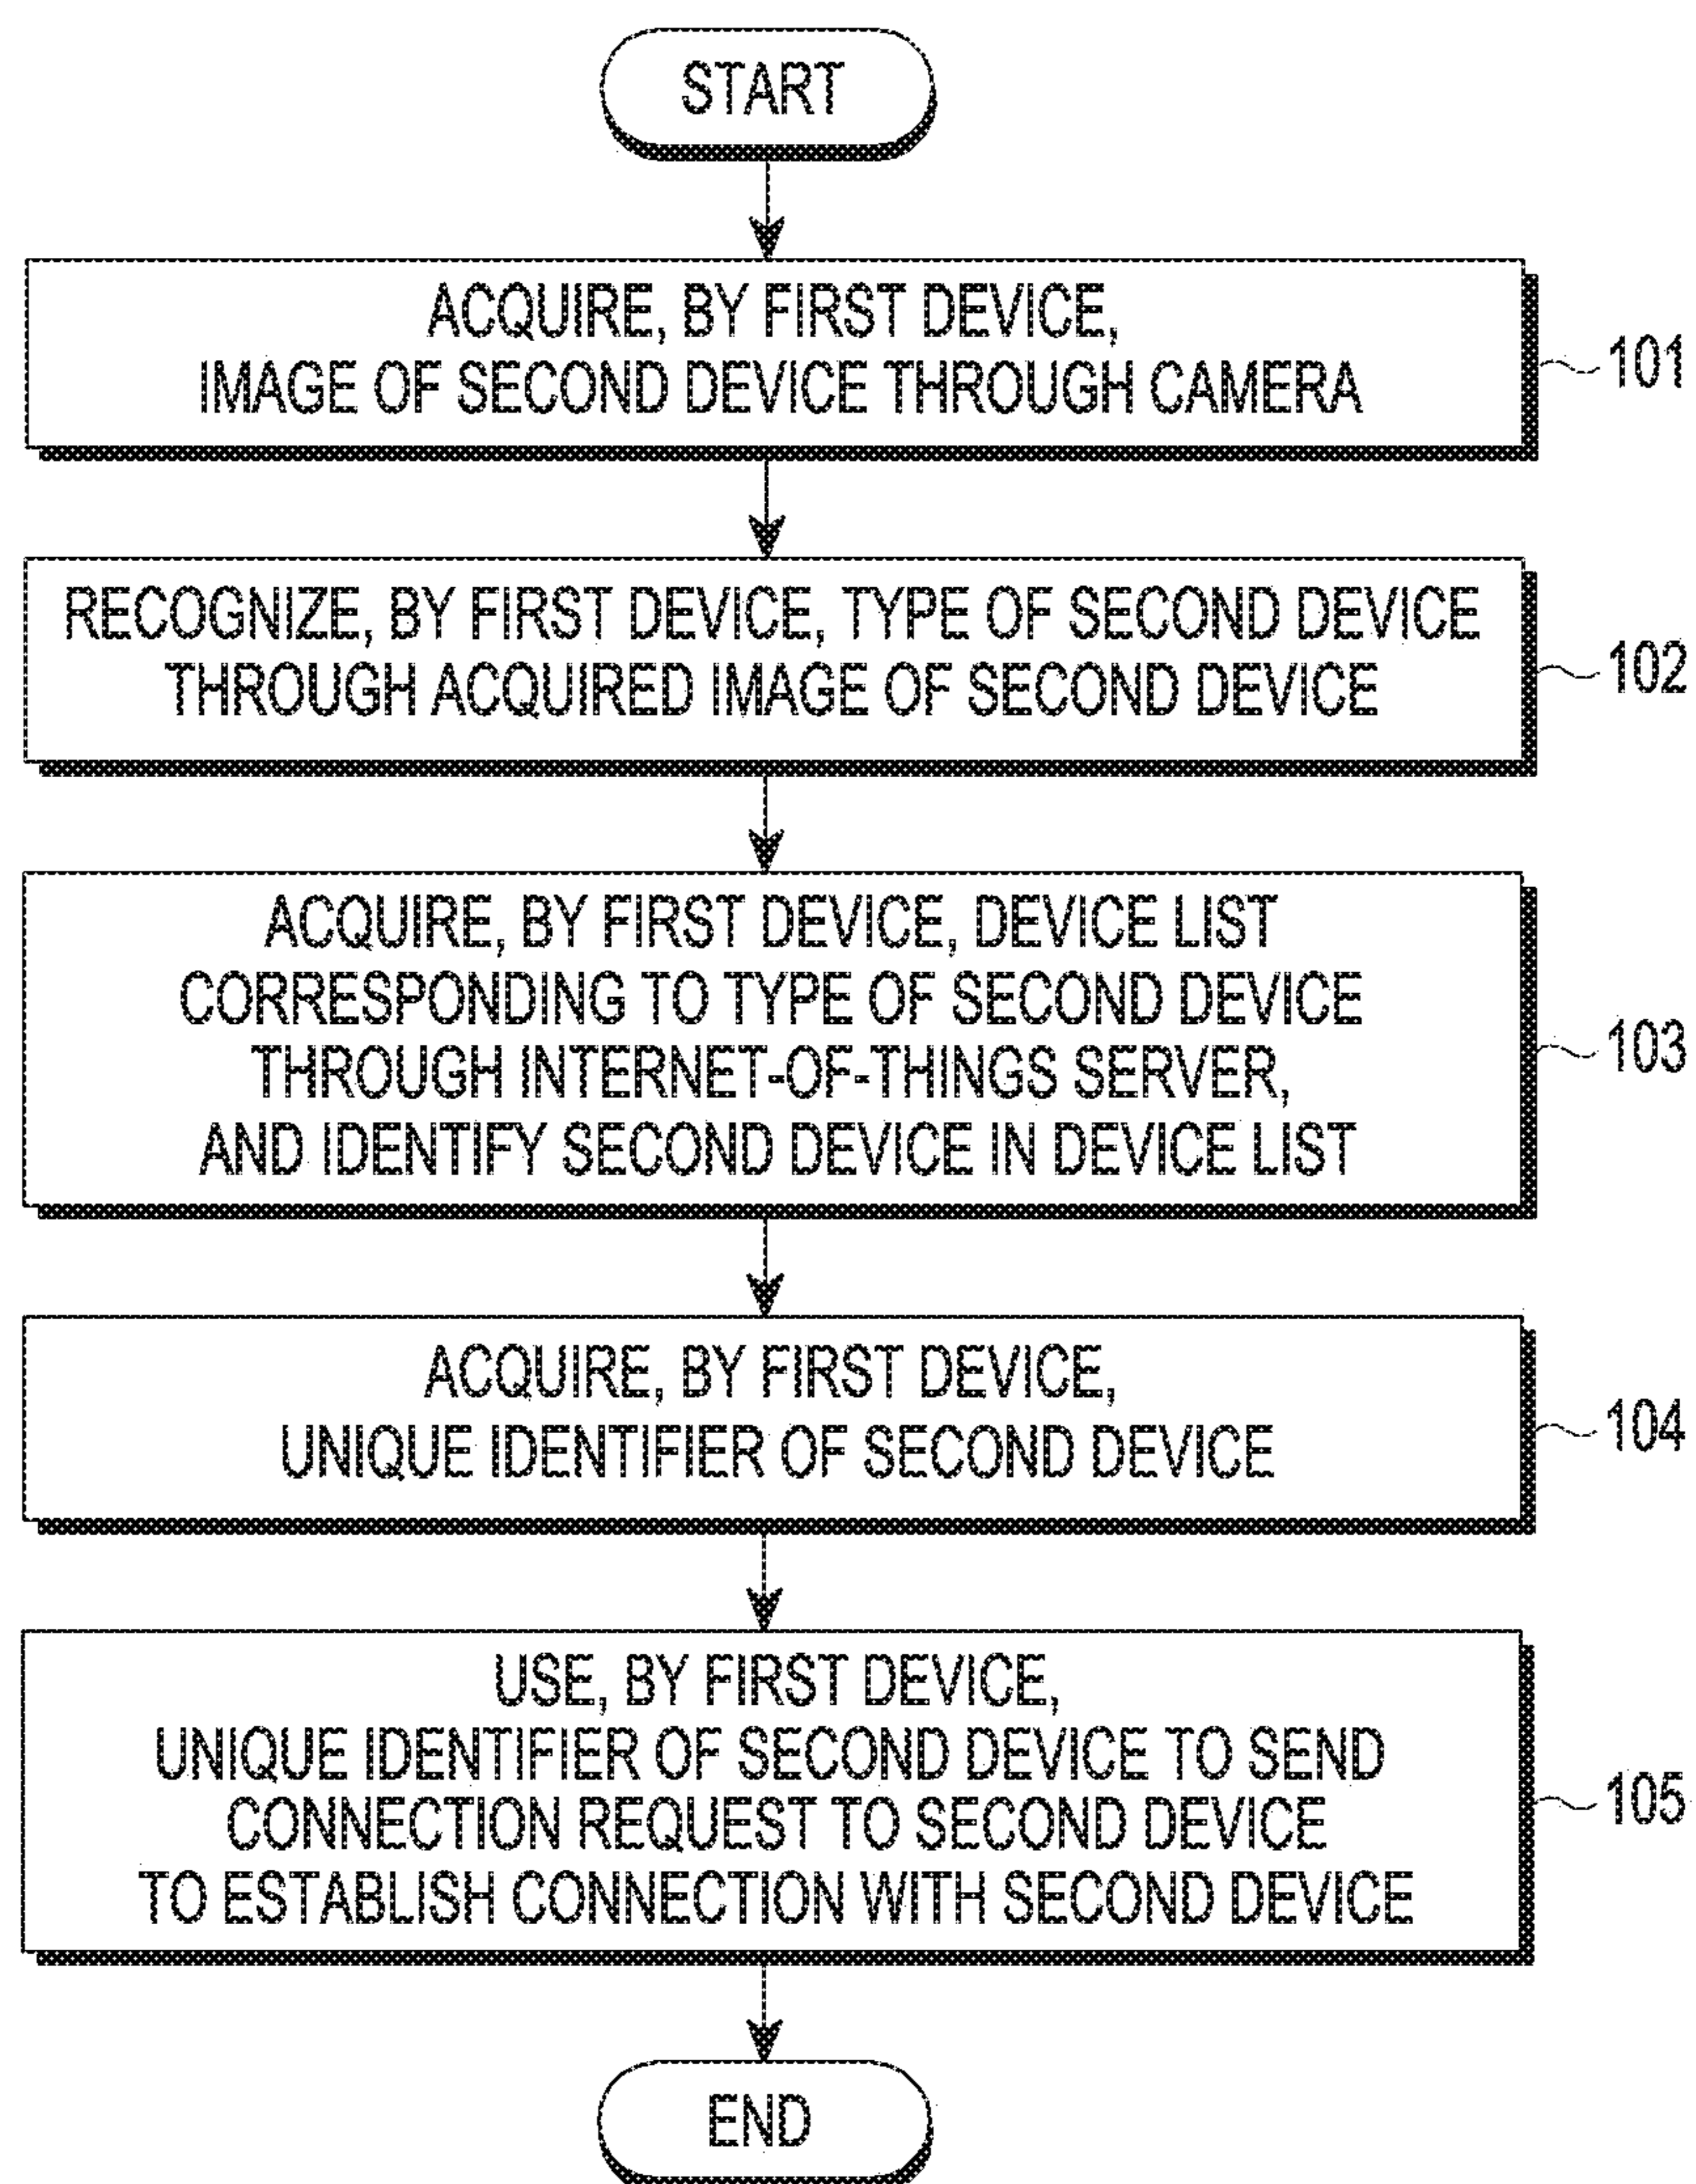 START
ACQUIRE, BY FIRST DEVICE,
IMAGE OF SECOND DEVICE THROUGH CAMERA
101
RECOGNIZE, BY FIRST DEVICE, TYPE OF SECOND DEVICE
THROUGH ACQUIRED IMAGE OF SECOND DEVICE
102
ACQUIRE, BY FIRST DEVICE, DEVICE LIST
CORRESPONDING TO TYPE OF SECOND DEVICE
THROUGH INTERNET-OF-THINGS SERVER,
AND IDENTIFY SECOND DEVICE IN DEVICE LIST
103
ACQUIRE, BY FIRST DEVICE,
UNIQUE IDENTIFIER OF SECOND DEVICE
104
USE, BY FIRST DEVICE,
UNIQUE IDENTIFIER OF SECOND DEVICE TO SEND
CONNECTION REQUEST TO SECOND DEVICE
TO ESTABLISH CONNECTION WITH SECOND DEVICE
105
END